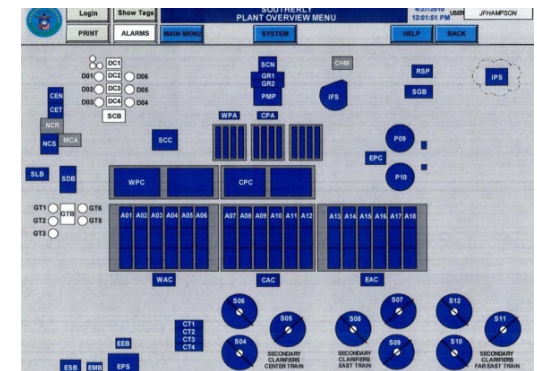 Login Show Tags SOUTHERLY 4/27/2010 USER JFHAMPSON
PLANT OVERVIEW MENU 12:01:51 PM
PRINT ALARMS MAIN MENU SYSTEM HELP BACK
DC1
D01 DC2 D06
D02 DC3 D05
D03 DC4 D04
SCB
SCN
GR1
GR2
PMP
CHM
IFS
RSP
SGB
IPS
CEN
CET
NCR
NCS MCA
SCC
WPA CPA
P09
EPC
P10
SLB SDB
WPC CPC
GT1 GT6
GT2 GTB GT5
GT3
A01 A02 A03 A04 A05 A06 A07 A08 A09 A10 A11 A12 A13 A14 A15 A16 A17 A18
WAC CAC EAC
S06 S05 S04
S07 S08 S09
S12 S11 S10
CT1
CT2
CT3
CT4
SECONDARY
CLARIFIERS
CENTER TRAIN
SECONDARY
CLARIFIERS
EAST TRAIN
SECONDARY
CLARIFIERS
FAR EAST TRAIN
EEB
ESB EMB EPS